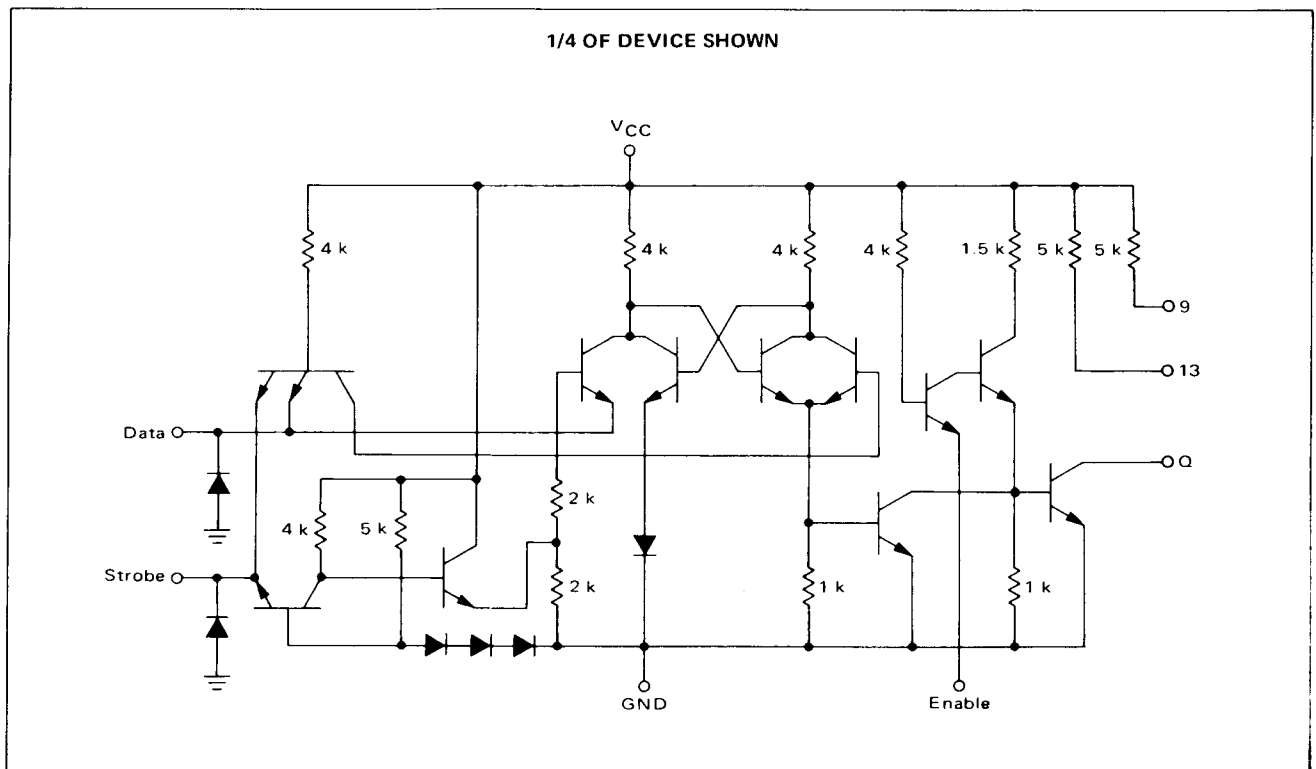 1/4 OF DEVICE SHOWN
VCC
4 k
4 k
4 k
4 k
1.5 k
5 k
5 k
9
13
Data
Q
2 k
4 k
5 k
Strobe
2 k
1 k
1 k
GND
Enable